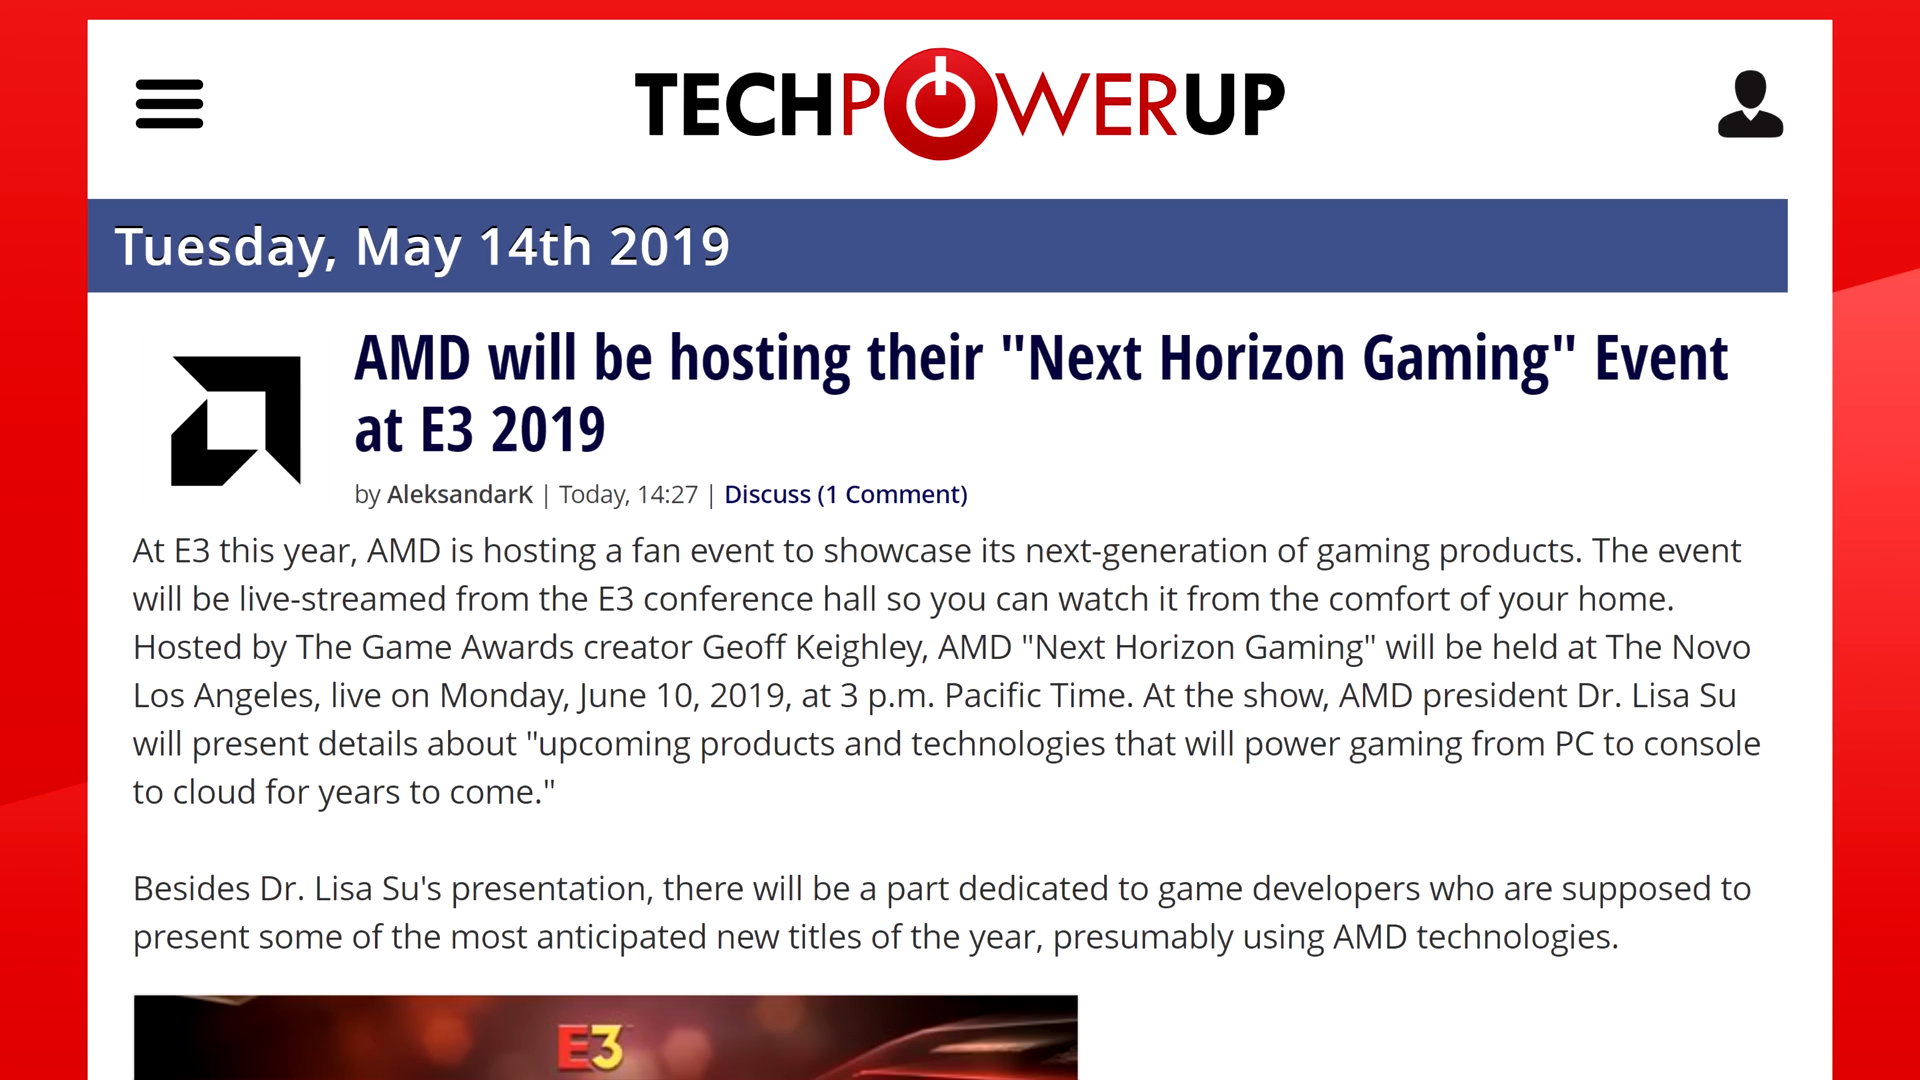 TECHPOWERUP
Tuesday, May 14th 2019
AMD will be hosting their "Next Horizon Gaming" Event
at E3 2019
by AleksandarK | Today, 14:27 | Discuss (1 Comment)
At E3 this year, AMD is hosting a fan event to showcase its next-generation of gaming products. The event
will be live-streamed from the E3 conference hall so you can watch it from the comfort of your home.
Hosted by The Game Awards creator Geoff Keighley, AMD "Next Horizon Gaming" will be held at The Novo
Los Angeles, live on Monday, June 10, 2019, at 3 p.m. Pacific Time. At the show, AMD president Dr. Lisa Su
will present details about "upcoming products and technologies that will power gaming from PC to console
to cloud for years to come."
Besides Dr. Lisa Su's presentation, there will be a part dedicated to game developers who are supposed to
present some of the most anticipated new titles of the year, presumably using AMD technologies.
E3